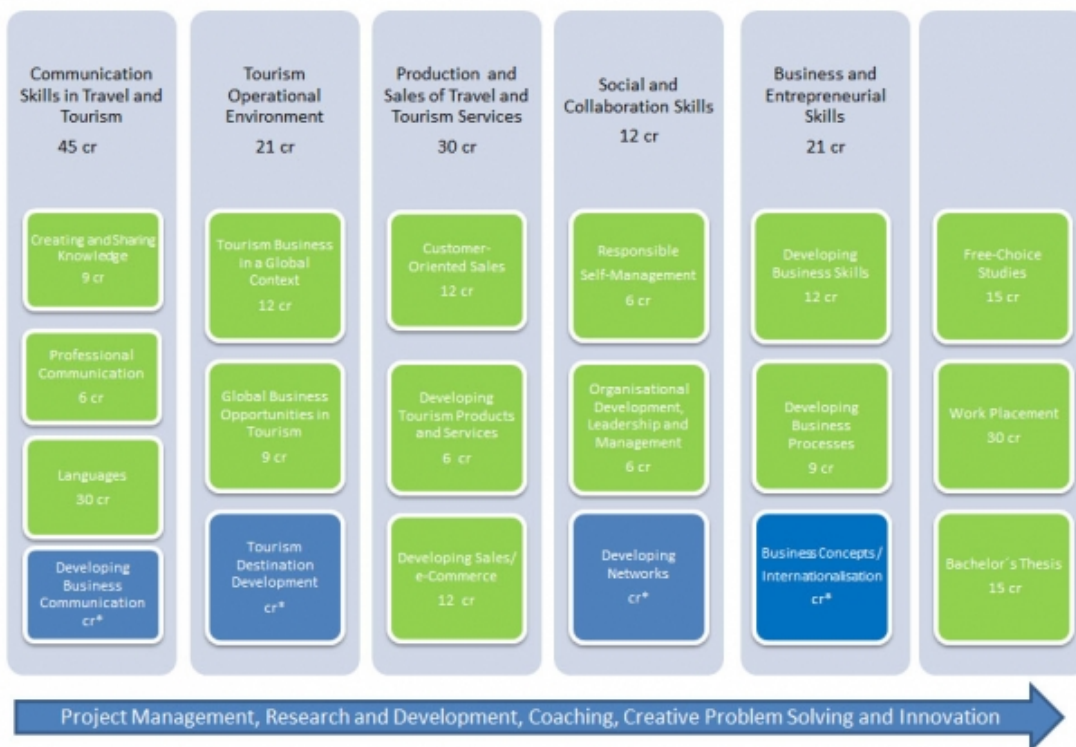 Communication
Skills in Travel and
Tourism
45 cr
Creating and Sharing
Knowledge
9 cr
Professional
Communication
6 cr
Languages
30 cr
Developing
Business
Communication
cr*
Tourism
Operational
Environment
21 cr
Tourism Business
in a Global
Context
12 cr
Global Business
Opportunities in
Tourism
9 cr
Tourism
Destination
Development
cr*
Production and
Sales of Travel and
Tourism Services
30 cr
Customer-
Oriented Sales
12 cr
Developing
Tourism Products
and Services
6 cr
Developing Sales/
e-Commerce
12 cr
Social and
Collaboration Skills
12 cr
Responsible
Self-Management
6 cr
Organisational
Development,
Leadership and
Management
6 cr
Developing
Networks
cr*
Business and
Entrepreneurial
Skills
21 cr
Developing
Business Skills
12 cr
Developing
Business
Processes
9 cr
Business Concepts/
Internationalisation
cr*
Free-Choice
Studies
15 cr
Work Placement
30 cr
Bachelor´s Thesis
15 cr
Project Management, Research and Development, Coaching, Creative Problem Solving and Innovation